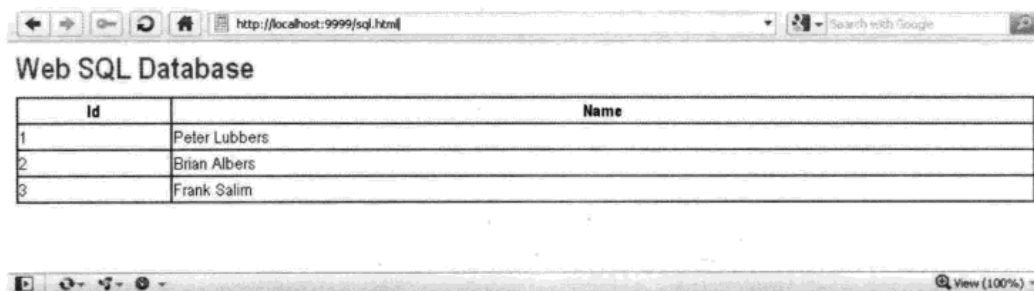 http://localhost:9999/sql.html Search with Google
Web SQL Database
Id Name
1 Peter Lubbers
2 Brian Albers
3 Frank Salim
View (100%)